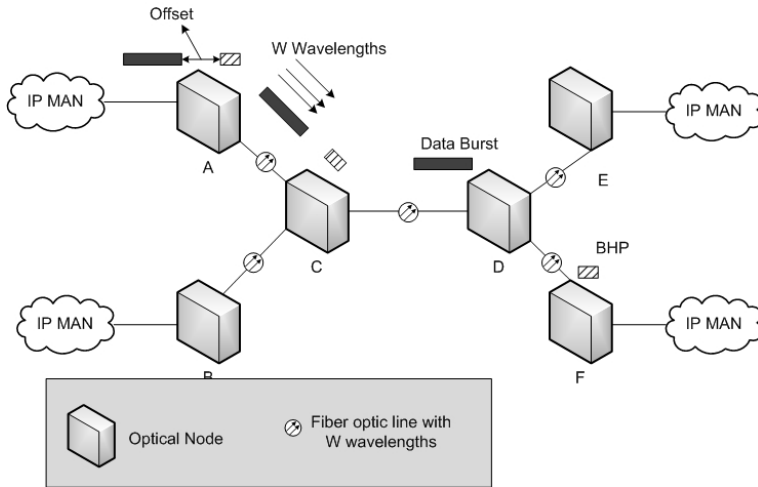 Offset
W Wavelengths
IP MAN
IP MAN
Data Burst
A
E
C
D
BHP
IP MAN
IP MAN
B
F
Optical Node
Fiber optic line with
W wavelengths